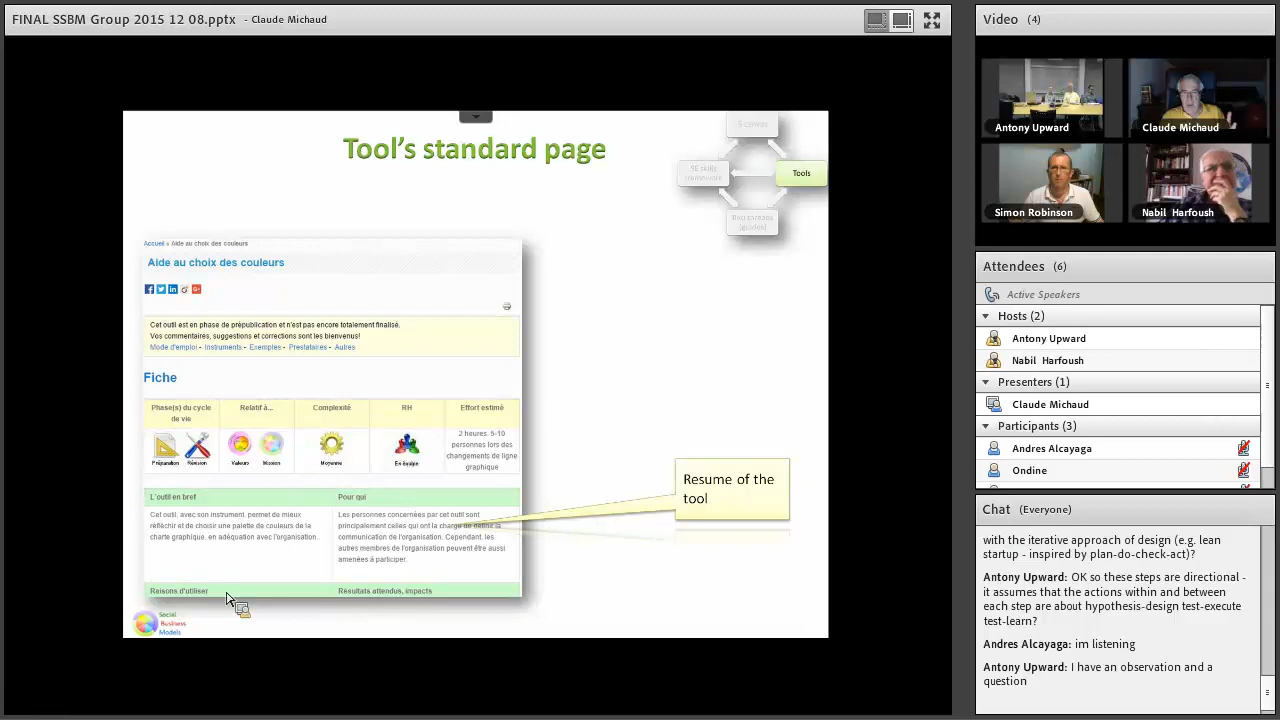 FINAL SSBM Group 2015 12 08.pptx - Claude Michaud
Tool's standard page
Tools
Accueil » Aide au choix des couleurs
Aide au choix des couleurs
Cet outil est en phase de prépublication et n'est pas encore totalement finalisé.
Vos commentaires, suggestions et corrections sont les bienvenus!
Mode d'emploi - Instruments - Exemples - Prestataires - Autres
Fiche
Phase(s) du cycle de vie
Relatif à...
Complexité
RH
Effort estimé
Préparation
Révision
Valeurs
Mission
Moyenne
En équipe
2 heures. 5-10
personnes lors des
changements de ligne
graphique
L'outil en bref
Pour qui
Cet outil, avec son instrument, permet de mieux
réfléchir et de choisir une palette de couleurs de la
charte graphique, en adéquation avec l'organisation.
Les personnes concernées par cet outil sont
principalement celles qui ont la charge de définir la
communication de l'organisation. Cependant, les
autres membres de l'organisation peuvent être aussi
amenées à participer.
Raisons d'utiliser
Résultats attendus, impacts
Resume of the
tool
Social
Business
Models
Video (4)
Antony Upward
Claude Michaud
Simon Robinson
Nabil Harfoush
Attendees (6)
Active Speakers
Hosts (2)
Antony Upward
Nabil Harfoush
Presenters (1)
Claude Michaud
Participants (3)
Andres Alcayaga
Ondine
Chat (Everyone)
with the iterative approach of design (e.g. lean
startup - inspired by plan-do-check-act)?
Antony Upward: OK so these steps are directional -
it assumes that the actions within and between
each step are about hypothesis-design test-execute
test-learn?
Andres Alcayaga: im listening
Antony Upward: I have an observation and a
question